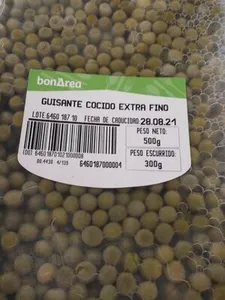 bonÀrea
GUISANTE COCIDO EXTRA FINO
LOTE 6460 187 10 FECHA DE CADUCIDAD 28.08.21
PESO NETO:
500g
PESO ESCURRIDO:
300g
6460187000004